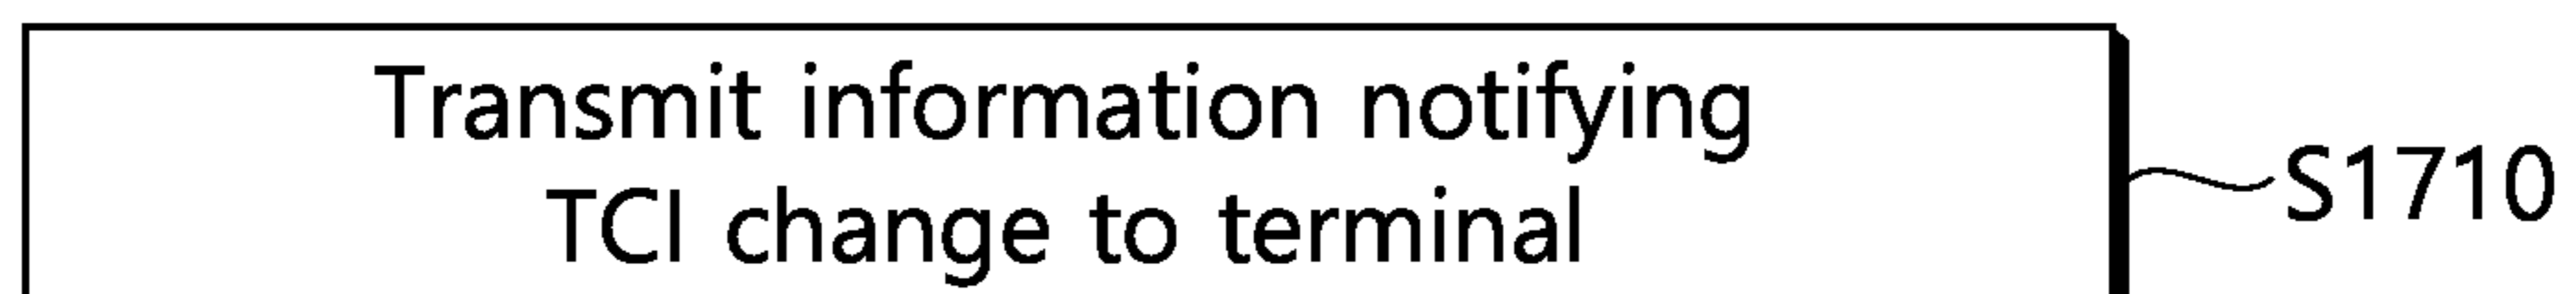 Transmit information notifying
TCI change to terminal
S1710